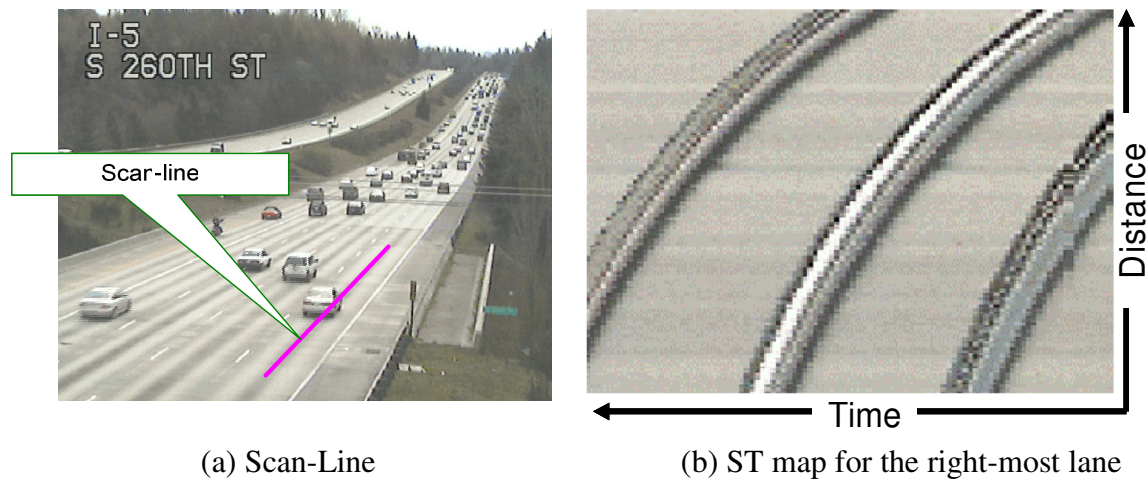 I-5
S 260TH ST
Scar-line
Distance
Time
(a) Scan-Line
(b) ST map for the right-most lane